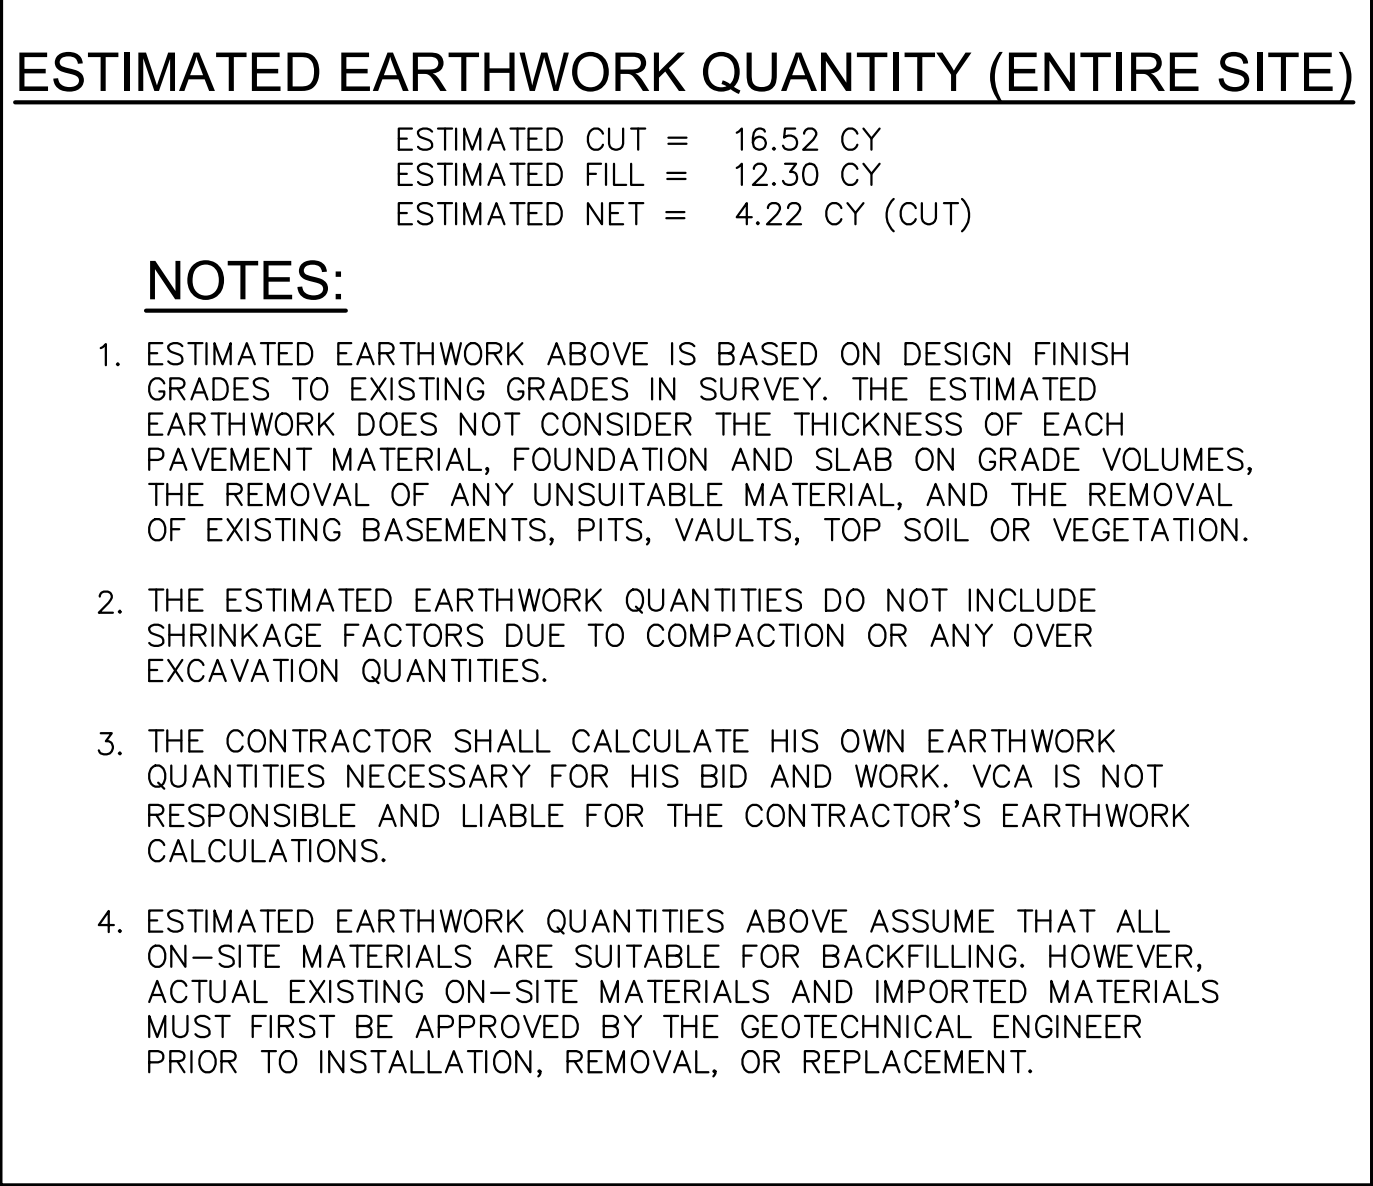 ESTIMATED EARTHWORK QUANTITY (ENTIRE SITE)
ESTIMATED CUT = 16.52 CY
ESTIMATED FILL = 12.30 CY
ESTIMATED NET = 4.22 CY (CUT)
NOTES:
1. ESTIMATED EARTHWORK ABOVE IS BASED ON DESIGN FINISH
GRADES TO EXISTING GRADES IN SURVEY. THE ESTIMATED
EARTHWORK DOES NOT CONSIDER THE THICKNESS OF EACH
PAVEMENT MATERIAL, FOUNDATION AND SLAB ON GRADE VOLUMES,
THE REMOVAL OF ANY UNSUITABLE MATERIAL, AND THE REMOVAL
OF EXISTING BASEMENTS, PITS, VAULTS, TOP SOIL OR VEGETATION.
2. THE ESTIMATED EARTHWORK QUANTITIES DO NOT INCLUDE
SHRINKAGE FACTORS DUE TO COMPACTION OR ANY OVER
EXCAVATION QUANTITIES.
3. THE CONTRACTOR SHALL CALCULATE HIS OWN EARTHWORK
QUANTITIES NECESSARY FOR HIS BID AND WORK. VCA IS NOT
RESPONSIBLE AND LIABLE FOR THE CONTRACTOR'S EARTHWORK
CALCULATIONS.
4. ESTIMATED EARTHWORK QUANTITIES ABOVE ASSUME THAT ALL
ON–SITE MATERIALS ARE SUITABLE FOR BACKFILLING. HOWEVER,
ACTUAL EXISTING ON–SITE MATERIALS AND IMPORTED MATERIALS
MUST FIRST BE APPROVED BY THE GEOTECHNICAL ENGINEER
PRIOR TO INSTALLATION, REMOVAL, OR REPLACEMENT.